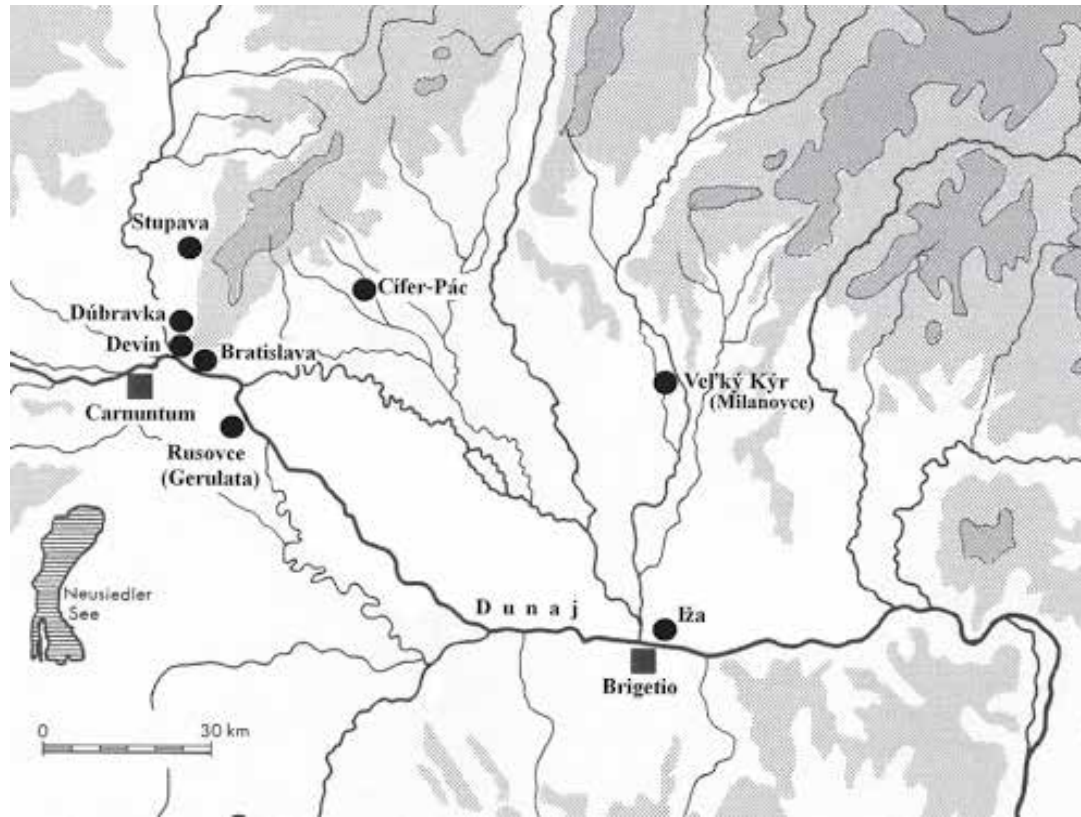 Stupava
Cífer-Pác
Dúbravka
Devín
Bratislava
Carnuntum
Veľký Kýr
(Milanovce)
Rusovce
(Gerulata)
Neusiedler
See
Dunaj
Iža
Brigetio
0 30 km